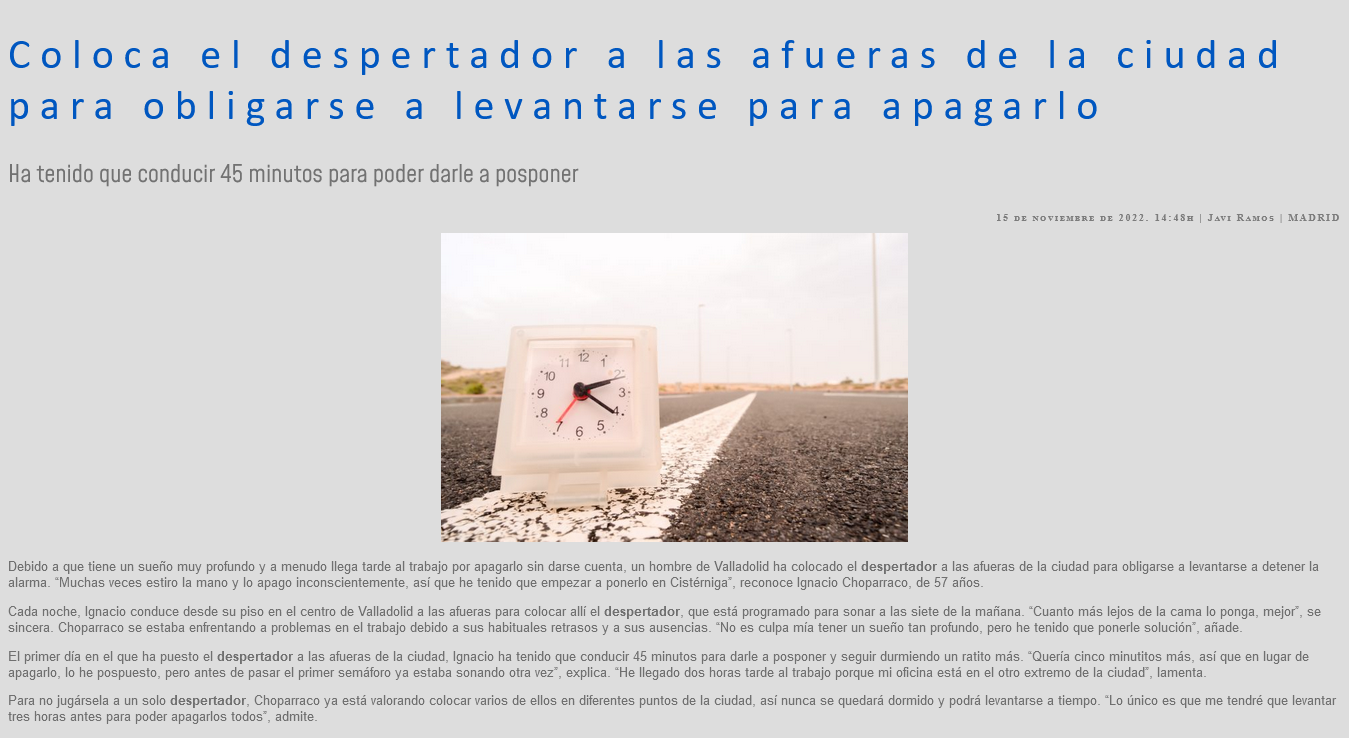 Coloca el despertador a las afueras de la ciudad
para obligarse a levantarse para apagarlo
Ha tenido que conducir 45 minutos para poder darle a posponer
15 de noviembre de 2022. 14:48h | Javi Ramos | MADRID
12
11 1
10 2
9 3
8 4
7 5
6
Debido a que tiene un sueño muy profundo y a menudo llega tarde al trabajo por apagarlo sin darse cuenta, un hombre de Valladolid ha colocado el despertador a las afueras de la ciudad para obligarse a levantarse a detener la
alarma. “Muchas veces estiro la mano y lo apago inconscientemente, así que he tenido que empezar a ponerlo en Cistérniga”, reconoce Ignacio Choparraco, de 57 años.
Cada noche, Ignacio conduce desde su piso en el centro de Valladolid a las afueras para colocar allí el despertador, que está programado para sonar a las siete de la mañana. “Cuanto más lejos de la cama lo ponga, mejor”, se
sincera. Choparraco se estaba enfrentando a problemas en el trabajo debido a sus habituales retrasos y a sus ausencias. “No es culpa mía tener un sueño tan profundo, pero he tenido que ponerle solución”, añade.
El primer día en el que ha puesto el despertador a las afueras de la ciudad, Ignacio ha tenido que conducir 45 minutos para darle a posponer y seguir durmiendo un ratito más. “Quería cinco minutitos más, así que en lugar de
apagarlo, lo he pospuesto, pero antes de pasar el primer semáforo ya estaba sonando otra vez”, explica. “He llegado dos horas tarde al trabajo porque mi oficina está en el otro extremo de la ciudad”, lamenta.
Para no jugársela a un solo despertador, Choparraco ya está valorando colocar varios de ellos en diferentes puntos de la ciudad, así nunca se quedará dormido y podrá levantarse a tiempo. “Lo único es que me tendré que levantar
tres horas antes para poder apagarlos todos”, admite.